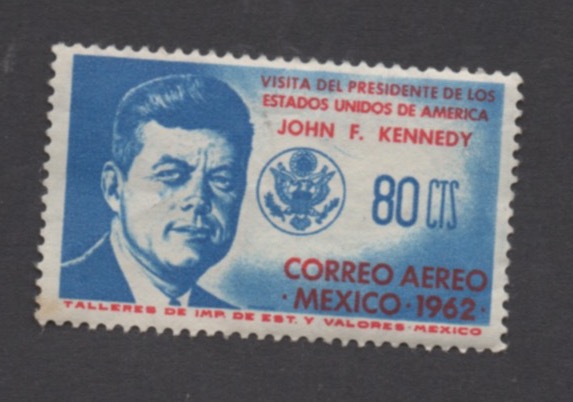 VISITA DEL PRESIDENTE DE LOS
ESTADOS UNIDOS DE AMERICA
JOHN F. KENNEDY
80 CTS
CORREO AEREO
· MEXICO · 1962 ·
TALLERES DE IMP. DE EST. Y VALORES·MEXICO